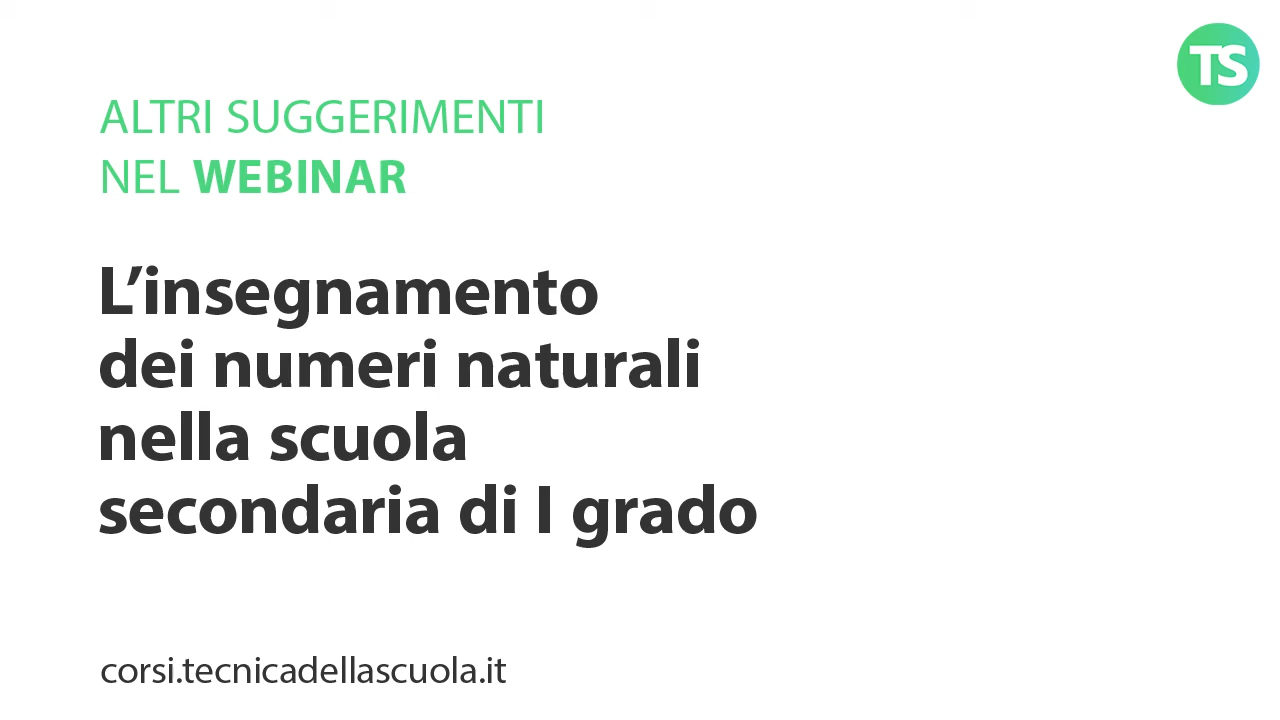 TS
ALTRI SUGGERIMENTI
NEL WEBINAR
L’insegnamento
dei numeri naturali
nella scuola
secondaria di I grado
corsi.tecnicadellascuola.it